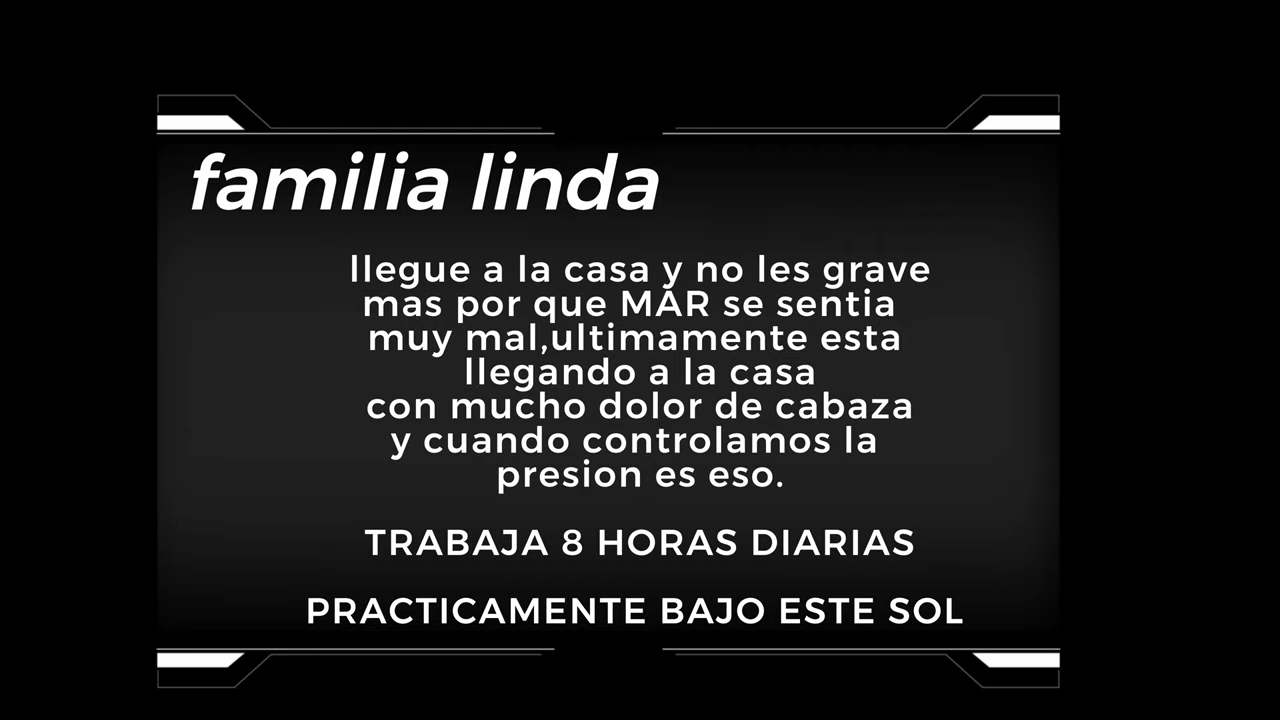 familia linda
llegue a la casa y no les grave
mas por que MAR se sentia
muy mal,ultimamente esta
llegando a la casa
con mucho dolor de cabaza
y cuando controlamos la
presion es eso.
TRABAJA 8 HORAS DIARIAS
PRACTICAMENTE BAJO ESTE SOL